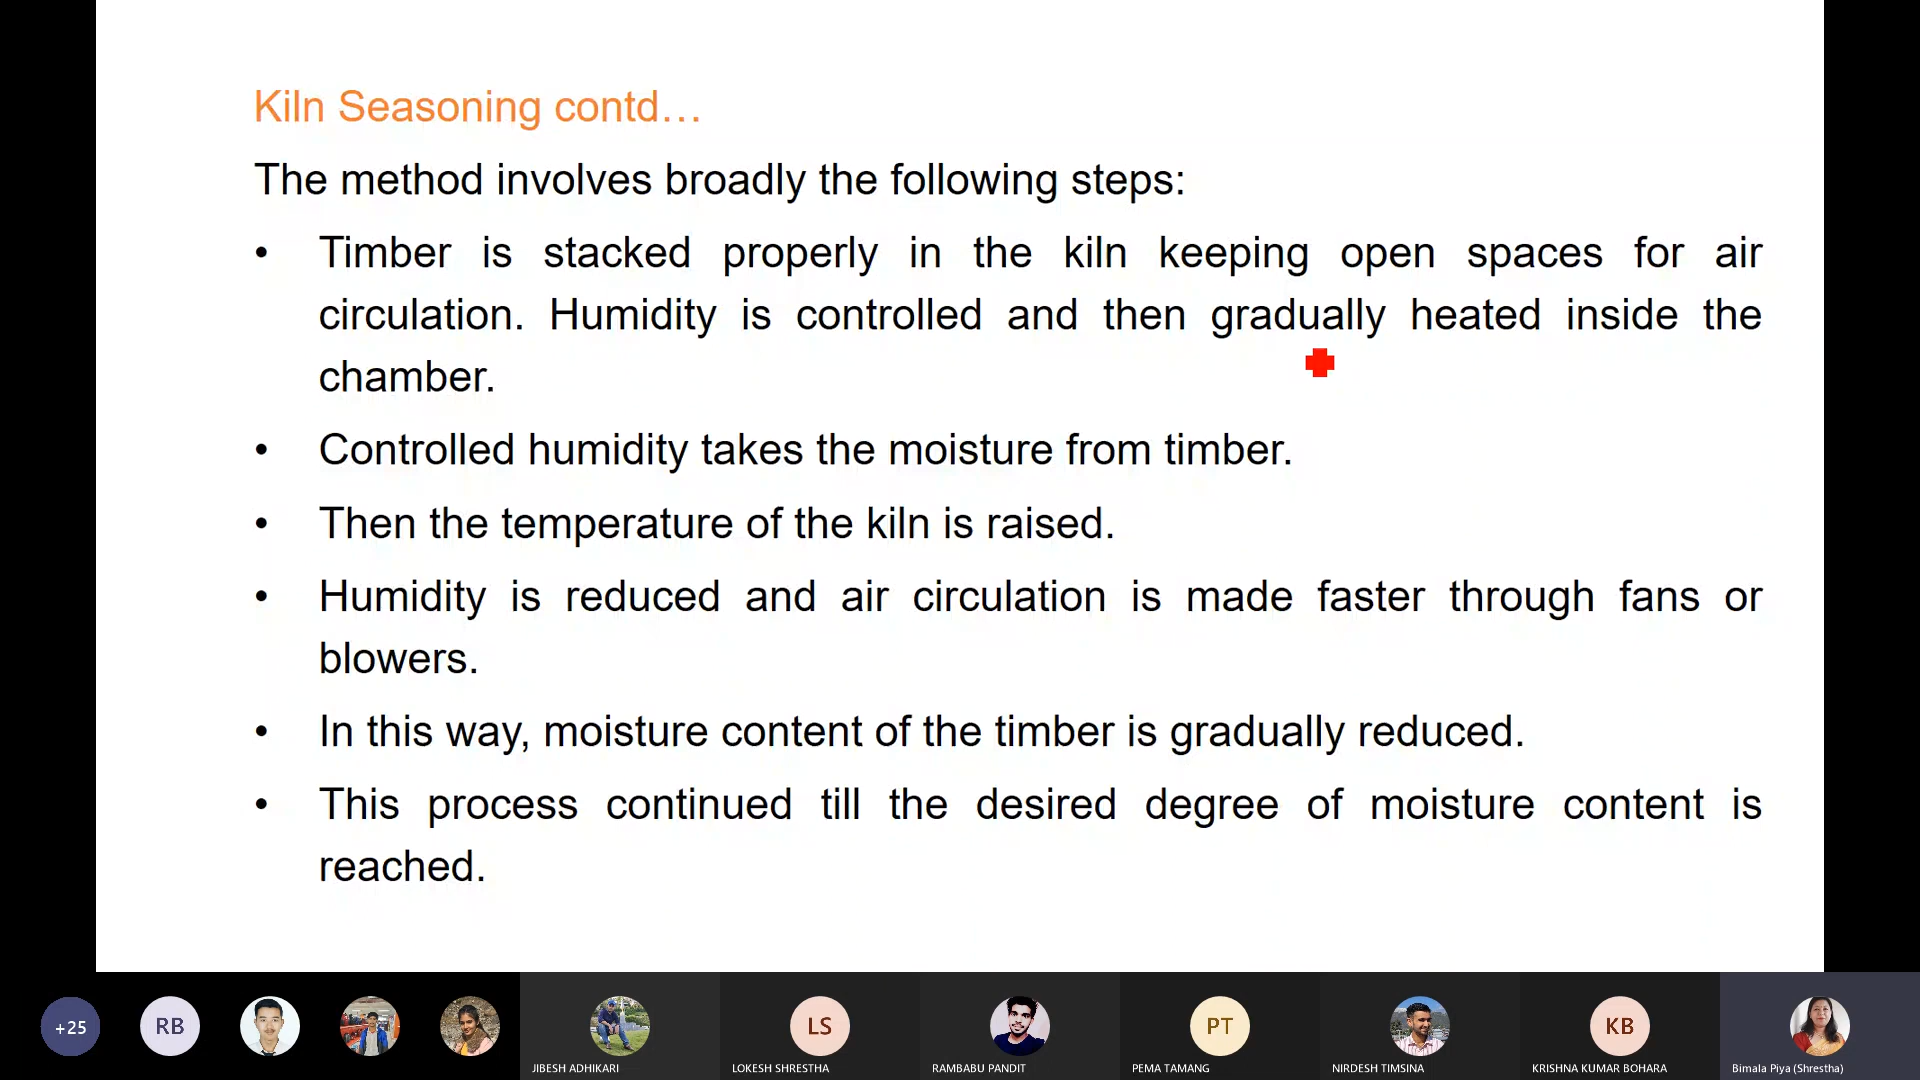 Kiln Seasoning contd…
The method involves broadly the following steps:
• Timber is stacked properly in the kiln keeping open spaces for air
circulation. Humidity is controlled and then gradually heated inside the
chamber.
• Controlled humidity takes the moisture from timber.
• Then the temperature of the kiln is raised.
• Humidity is reduced and air circulation is made faster through fans or
blowers.
• In this way, moisture content of the timber is gradually reduced.
• This process continued till the desired degree of moisture content is
reached.
+25 RB LS PT KB
JIBESH ADHIKARI LOKESH SHRESTHA RAMBABU PANDIT PEMA TAMANG NIRDESH TIMSINA KRISHNA KUMAR BOHARA Bimala Piya (Shrestha)